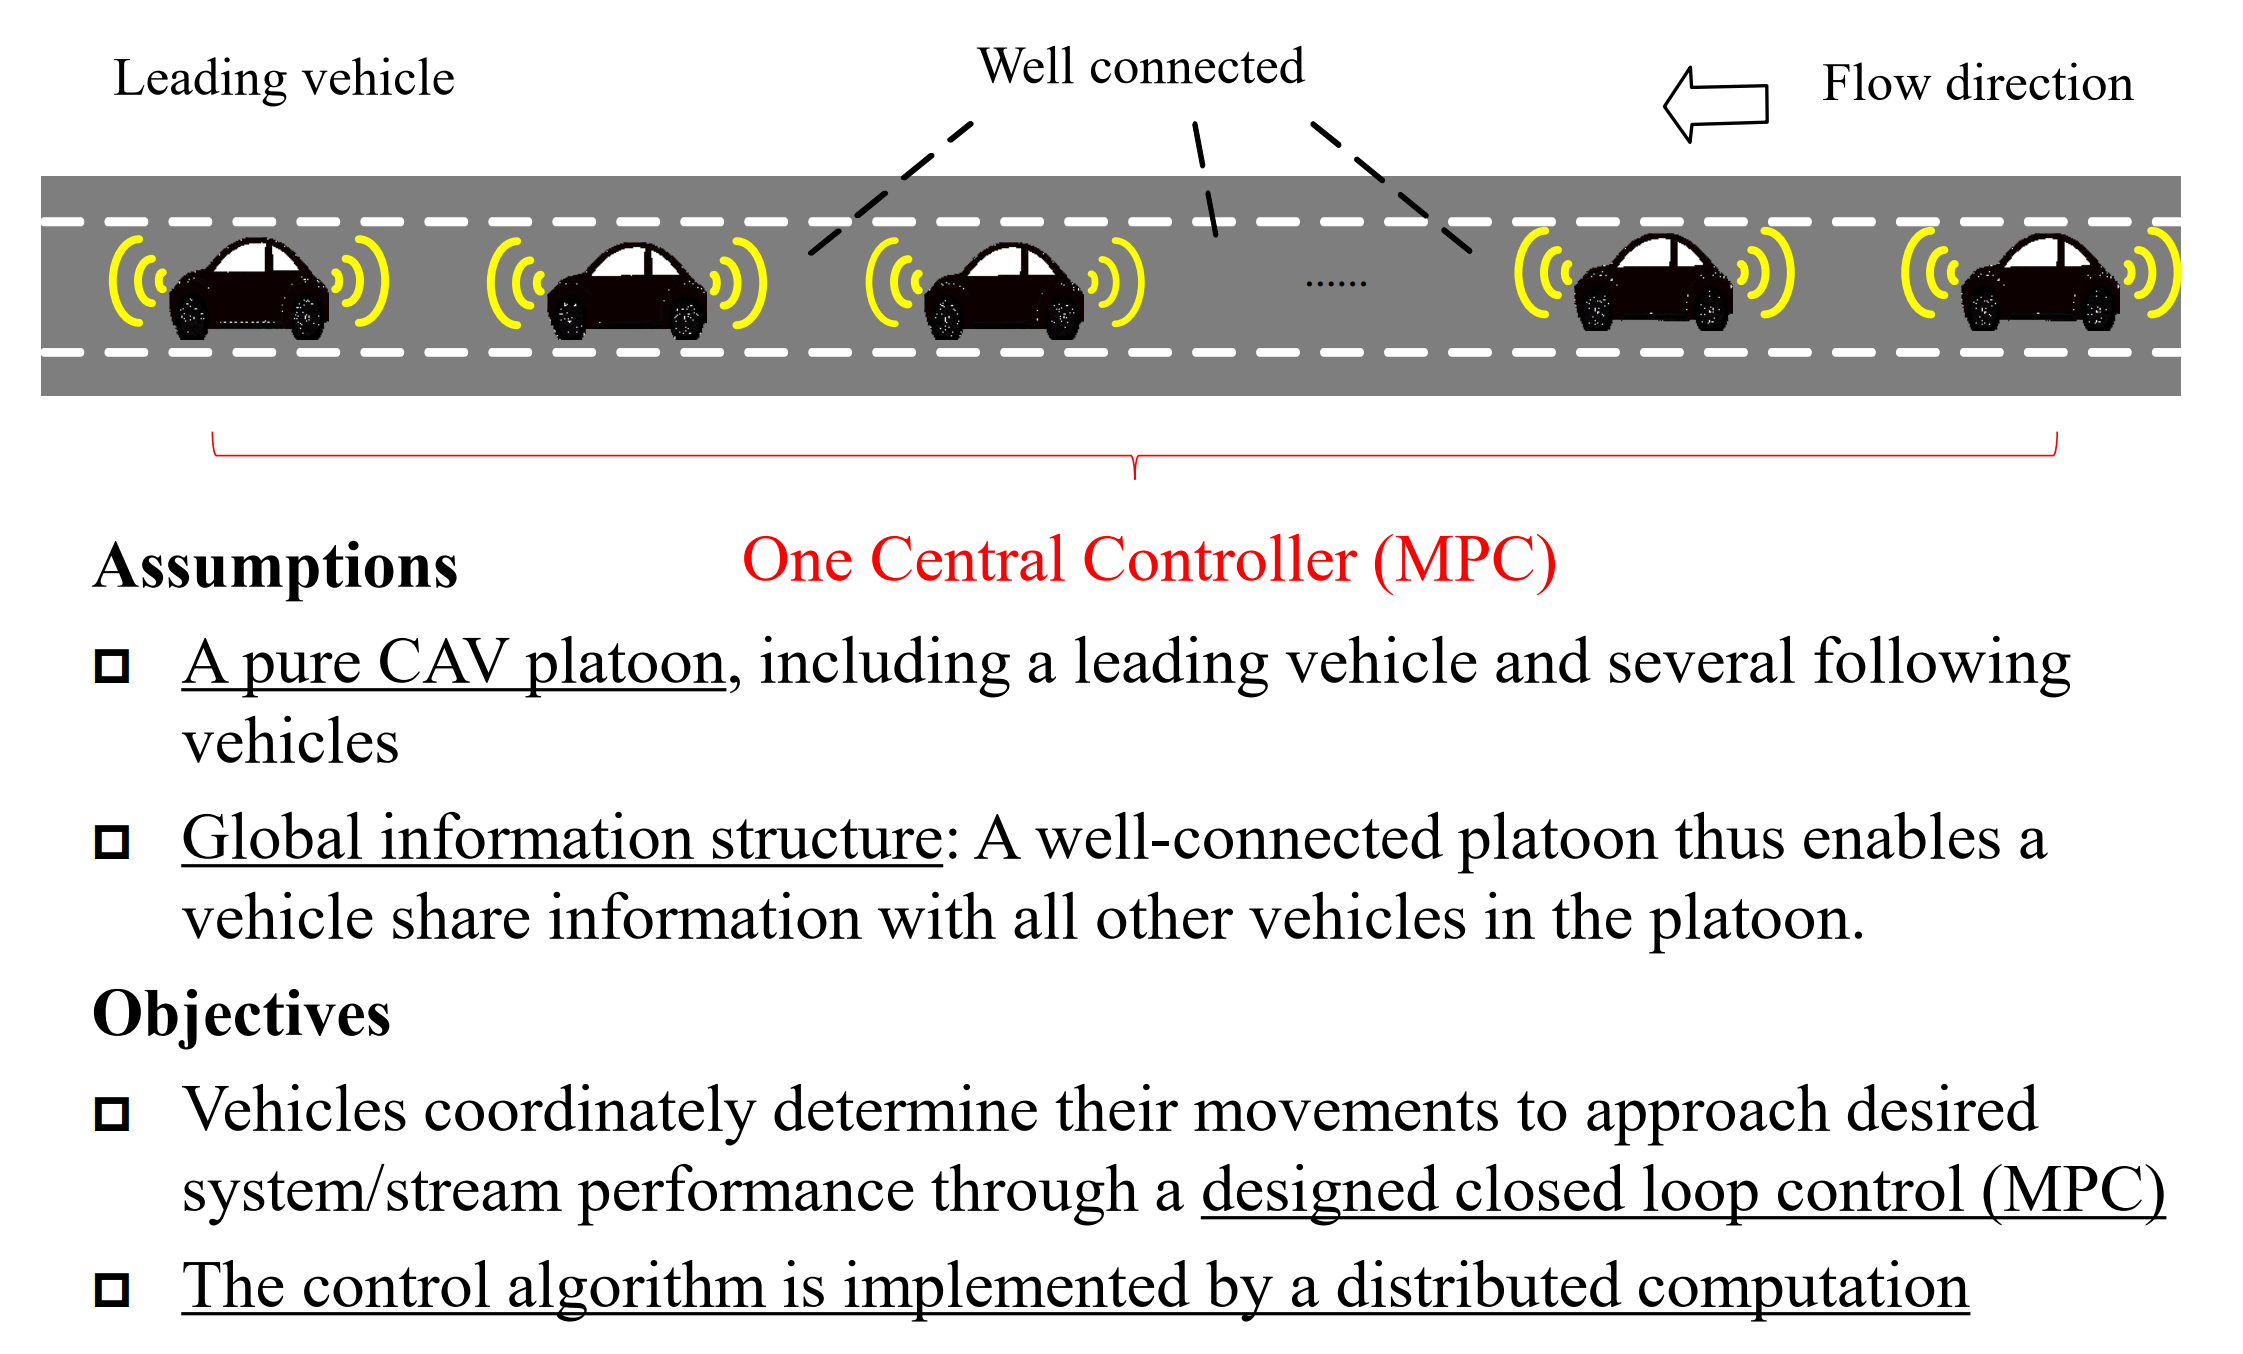 Leading vehicle
Well connected
Flow direction
......
One Central Controller (MPC)
Assumptions
A pure CAV platoon, including a leading vehicle and several following
vehicles
Global information structure: A well-connected platoon thus enables a
vehicle share information with all other vehicles in the platoon.
Objectives
Vehicles coordinately determine their movements to approach desired
system/stream performance through a designed closed loop control (MPC)
The control algorithm is implemented by a distributed computation